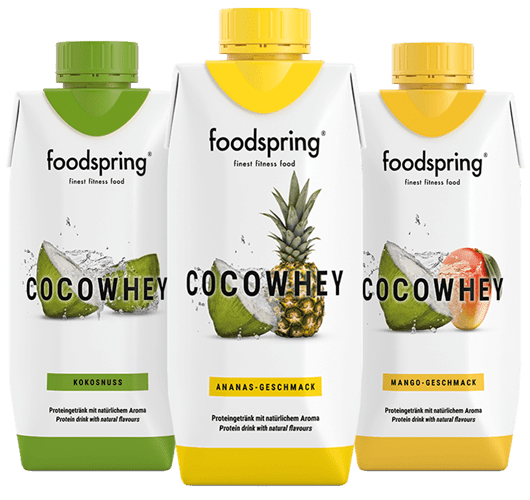 foodspring®
finest fitness food
COCOWHEY
KOKOSNUSS
Proteingetränk mit natürlichem Aroma
Protein drink with natural flavours
foodspring®
finest fitness food
COCOWHEY
ANANAS-GESCHMACK
Proteingetränk mit natürlichem Aroma
Protein drink with natural flavours
foodspring®
finest fitness food
COCOWHEY
MANGO-GESCHMACK
Proteingetränk mit natürlichem Aroma
Protein drink with natural flavours